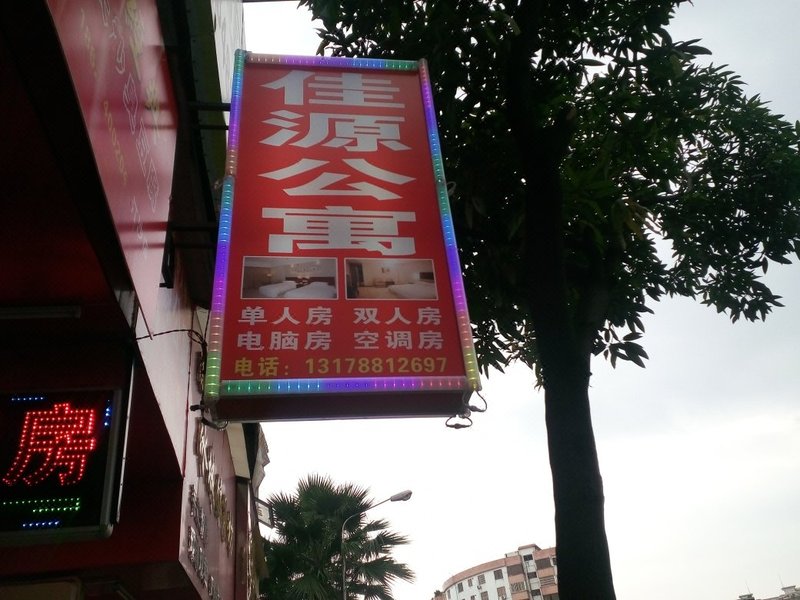 佳源公寓
单人房 双人房
电脑房 空调房
电话：13178812697
房